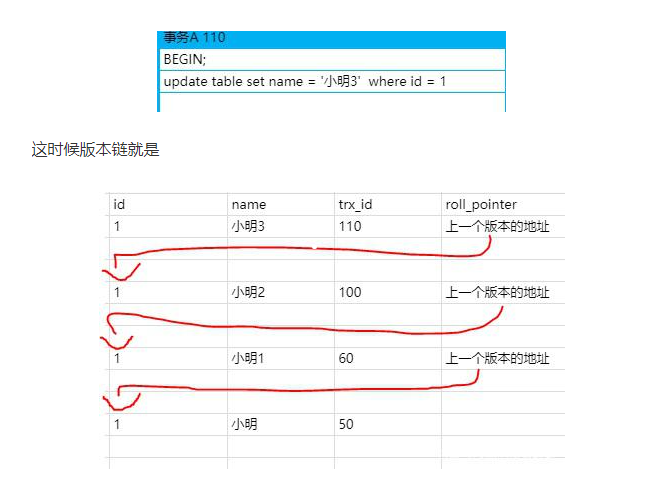 事务A 110
BEGIN;
update table set name = '小明3' where id = 1
这时候版本链就是
id name trx_id roll_pointer
1 小明3 110 上一个版本的地址
1 小明2 100 上一个版本的地址
1 小明1 60 上一个版本的地址
1 小明 50